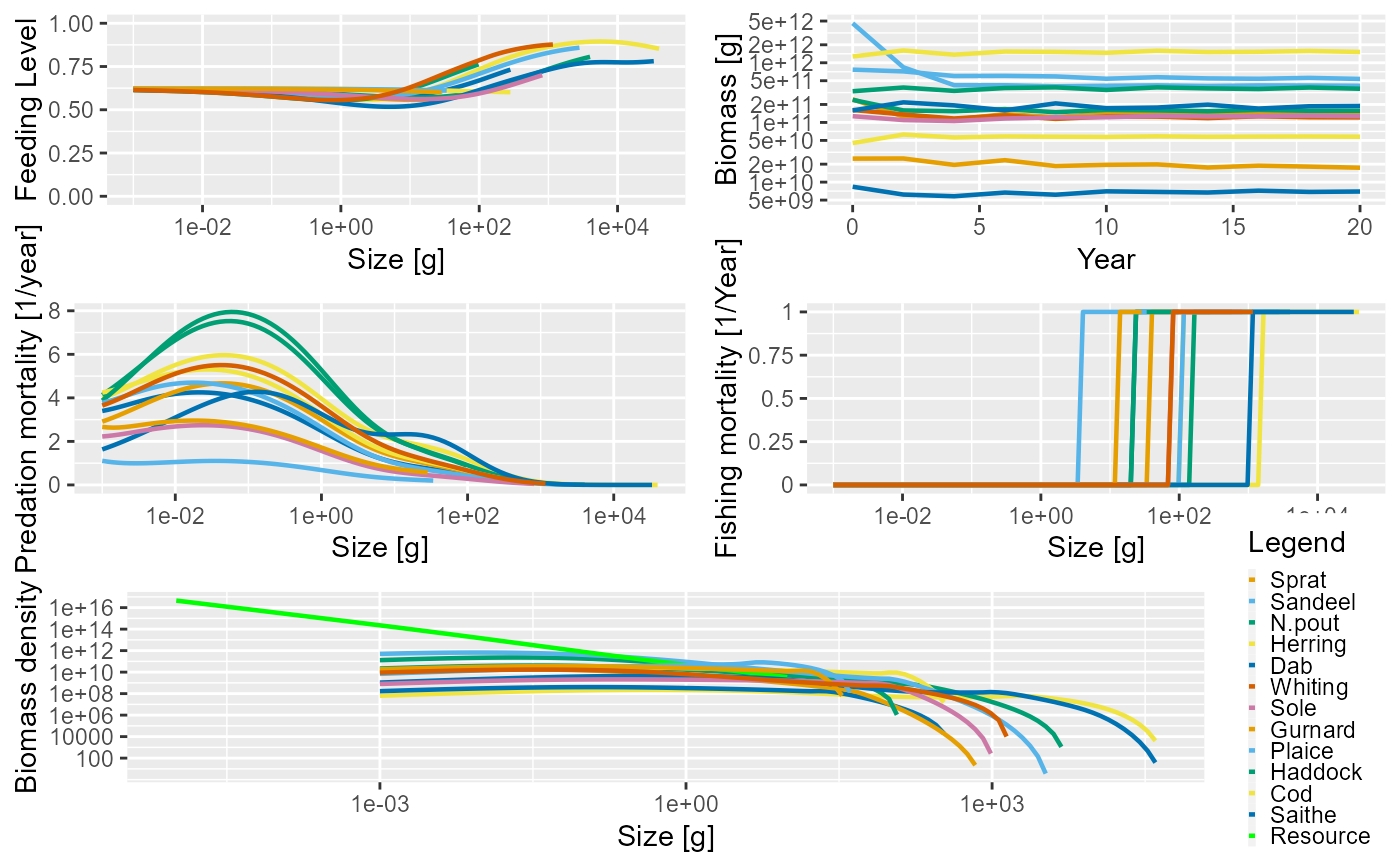 Feeding Level
1.00
0.75
0.50
0.25
0.00
1e-02 1e+00 1e+02 1e+04
Size [g]
Biomass [g]
5e+12
2e+12
1e+12
5e+11
2e+11
1e+11
5e+10
2e+10
1e+10
5e+09
0 5 10 15 20
Year
Predation mortality [1/year]
8
6
4
2
0
1e-02 1e+00 1e+02 1e+04
Size [g]
Fishing mortality [1/Year]
1
0.75
0.5
0.25
0
1e-02 1e+00 1e+02
Size [g]
Biomass density
1e+16
1e+14
1e+12
1e+10
1e+08
1e+06
10000
100
1e-03 1e+00 1e+03
Size [g]
Legend
Sprat
Sandeel
N.pout
Herring
Dab
Whiting
Sole
Gurnard
Plaice
Haddock
Cod
Saithe
Resource